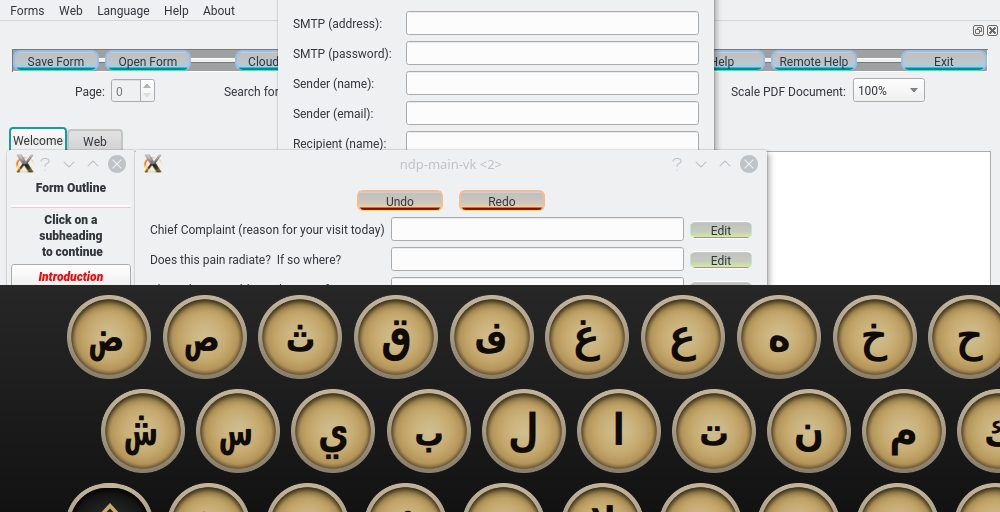 Forms Web Language Help About
SMTP (address):
SMTP (password):
Save Form Open Form Cloud Help Remote Help Exit
Sender (name):
Page: 0 Search for Scale PDF Document: 100%
Sender (email):
Recipient (name):
Welcome Web
ndp-main-vk <2>
Form Outline
Undo Redo
Click on a
subheading
to continue
Chief Complaint (reason for your visit today) Edit
Does this pain radiate? If so where? Edit
Introduction
ض ص ث ق ف غ ع ه خ ح
ش س ي ب ل ا ت ن م ك